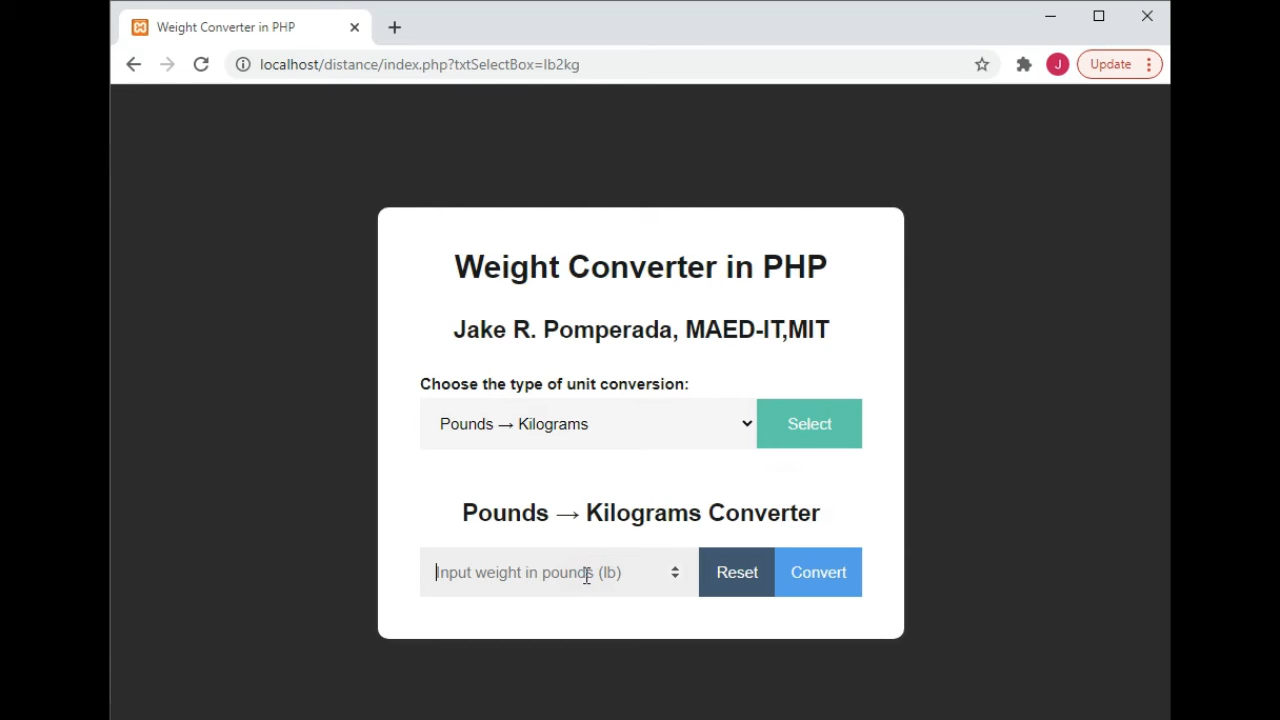 Weight Converter in PHP
localhost/distance/index.php?txtSelectBox=lb2kg
J
Update
Weight Converter in PHP
Jake R. Pomperada, MAED-IT,MIT
Choose the type of unit conversion:
Pounds → Kilograms
Select
Pounds → Kilograms Converter
Input weight in pounds (lb)
Reset
Convert